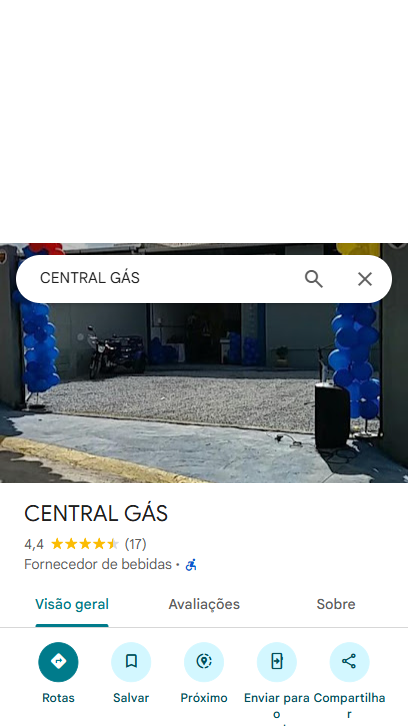 CENTRAL GÁS
CENTRAL GÁS
4,4 (17)
Fornecedor de bebidas ·
Visão geral Avaliações Sobre
Rotas Salvar Próximo Enviar para o Compartilhar